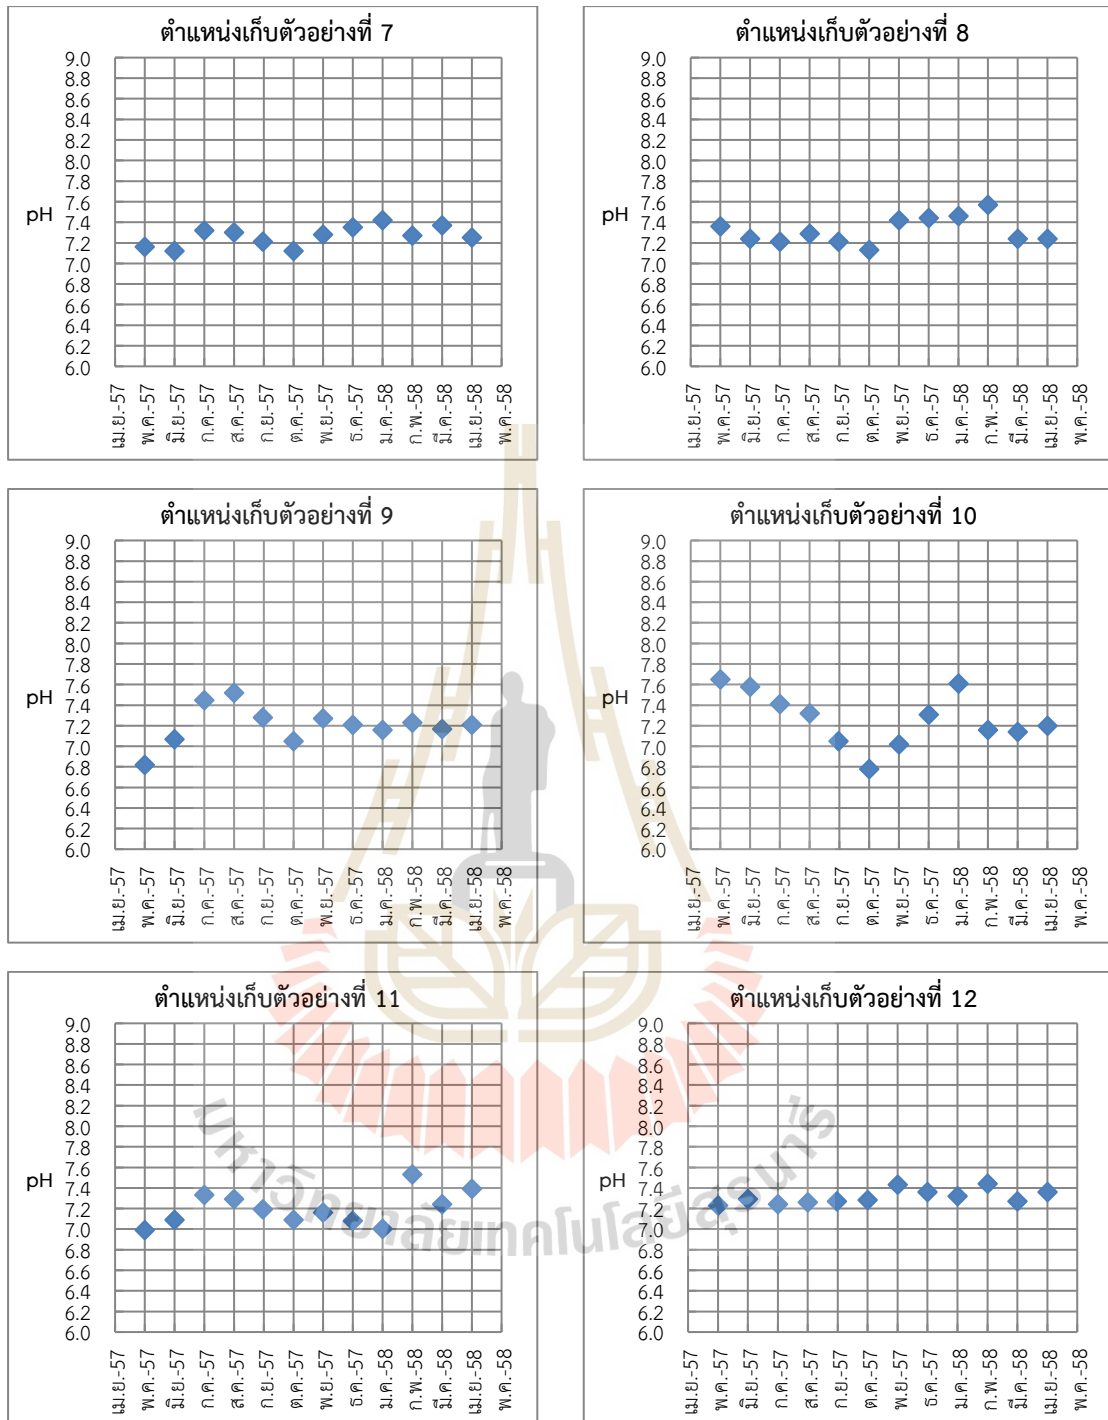 ตำแหน่งเก็บตัวอย่างที่ 7
9.0
8.8
8.6
8.4
8.2
8.0
7.8
7.6
7.4
7.2
7.0
6.8
6.6
6.4
6.2
6.0
pH
เม.ย.-57
พ.ค.-57
มิ.ย.-57
ก.ค.-57
ส.ค.-57
ก.ย.-57
ต.ค.-57
พ.ย.-57
ธ.ค.-57
ม.ค.-58
ก.พ.-58
มี.ค.-58
เม.ย.-58
พ.ค.-58
ตำแหน่งเก็บตัวอย่างที่ 8
9.0
8.8
8.6
8.4
8.2
8.0
7.8
7.6
7.4
7.2
7.0
6.8
6.6
6.4
6.2
6.0
pH
เม.ย.-57
พ.ค.-57
มิ.ย.-57
ก.ค.-57
ส.ค.-57
ก.ย.-57
ต.ค.-57
พ.ย.-57
ธ.ค.-57
ม.ค.-58
ก.พ.-58
มี.ค.-58
เม.ย.-58
พ.ค.-58
ตำแหน่งเก็บตัวอย่างที่ 9
9.0
8.8
8.6
8.4
8.2
8.0
7.8
7.6
7.4
7.2
7.0
6.8
6.6
6.4
6.2
6.0
pH
เม.ย.-57
พ.ค.-57
มิ.ย.-57
ก.ค.-57
ส.ค.-57
ก.ย.-57
ต.ค.-57
พ.ย.-57
ธ.ค.-57
ม.ค.-58
ก.พ.-58
มี.ค.-58
เม.ย.-58
พ.ค.-58
ตำแหน่งเก็บตัวอย่างที่ 10
9.0
8.8
8.6
8.4
8.2
8.0
7.8
7.6
7.4
7.2
7.0
6.8
6.6
6.4
6.2
6.0
pH
เม.ย.-57
พ.ค.-57
มิ.ย.-57
ก.ค.-57
ส.ค.-57
ก.ย.-57
ต.ค.-57
พ.ย.-57
ธ.ค.-57
ม.ค.-58
ก.พ.-58
มี.ค.-58
เม.ย.-58
พ.ค.-58
ตำแหน่งเก็บตัวอย่างที่ 11
9.0
8.8
8.6
8.4
8.2
8.0
7.8
7.6
7.4
7.2
7.0
6.8
6.6
6.4
6.2
6.0
pH
เม.ย.-57
พ.ค.-57
มิ.ย.-57
ก.ค.-57
ส.ค.-57
ก.ย.-57
ต.ค.-57
พ.ย.-57
ธ.ค.-57
ม.ค.-58
ก.พ.-58
มี.ค.-58
เม.ย.-58
พ.ค.-58
ตำแหน่งเก็บตัวอย่างที่ 12
9.0
8.8
8.6
8.4
8.2
8.0
7.8
7.6
7.4
7.2
7.0
6.8
6.6
6.4
6.2
6.0
pH
เม.ย.-57
พ.ค.-57
มิ.ย.-57
ก.ค.-57
ส.ค.-57
ก.ย.-57
ต.ค.-57
พ.ย.-57
ธ.ค.-57
ม.ค.-58
ก.พ.-58
มี.ค.-58
เม.ย.-58
พ.ค.-58
มหาวิทยาลัยเทคโนโลยีสุรนารี